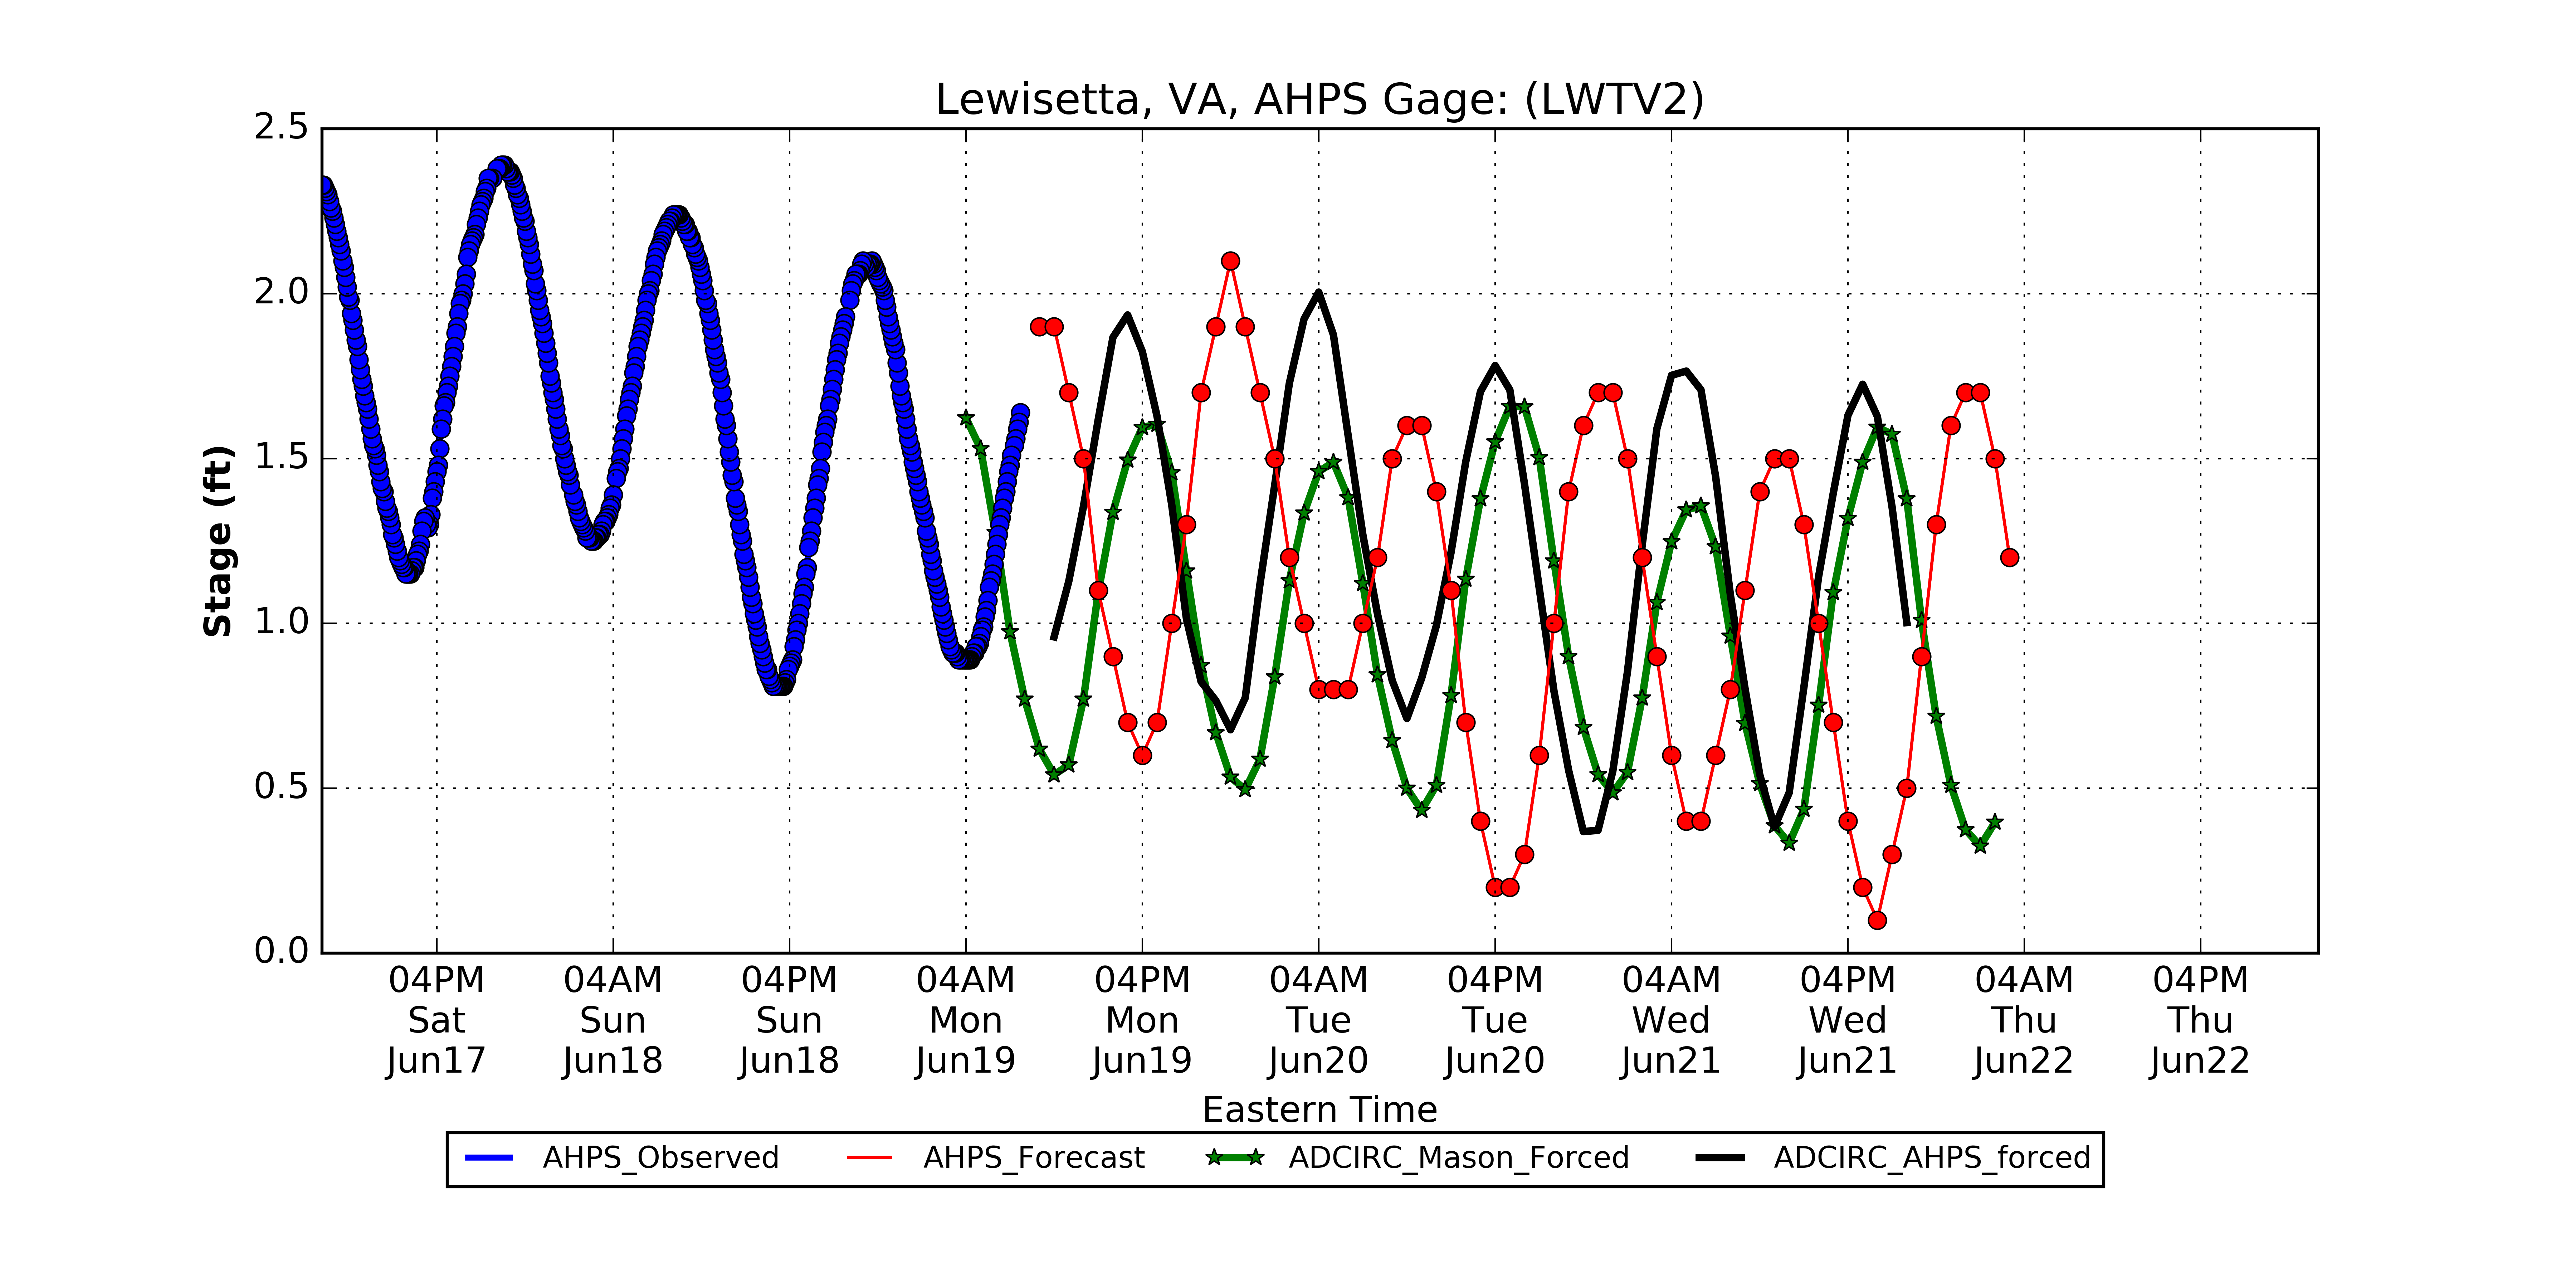 Lewisetta, VA, AHPS Gage: (LWTV2)
2.5
2.0
1.5
1.0
0.5
0.0
Stage (ft)
04PM 04AM 04PM 04AM 04PM 04AM 04PM 04AM 04PM 04AM 04PM
Sat Sun Sun Mon Mon Tue Tue Wed Wed Thu Thu
Jun17 Jun18 Jun18 Jun19 Jun19 Jun20 Jun20 Jun21 Jun21 Jun22 Jun22
Eastern Time
AHPS_Observed AHPS_Forecast ADCIRC_Mason_Forced ADCIRC_AHPS_forced